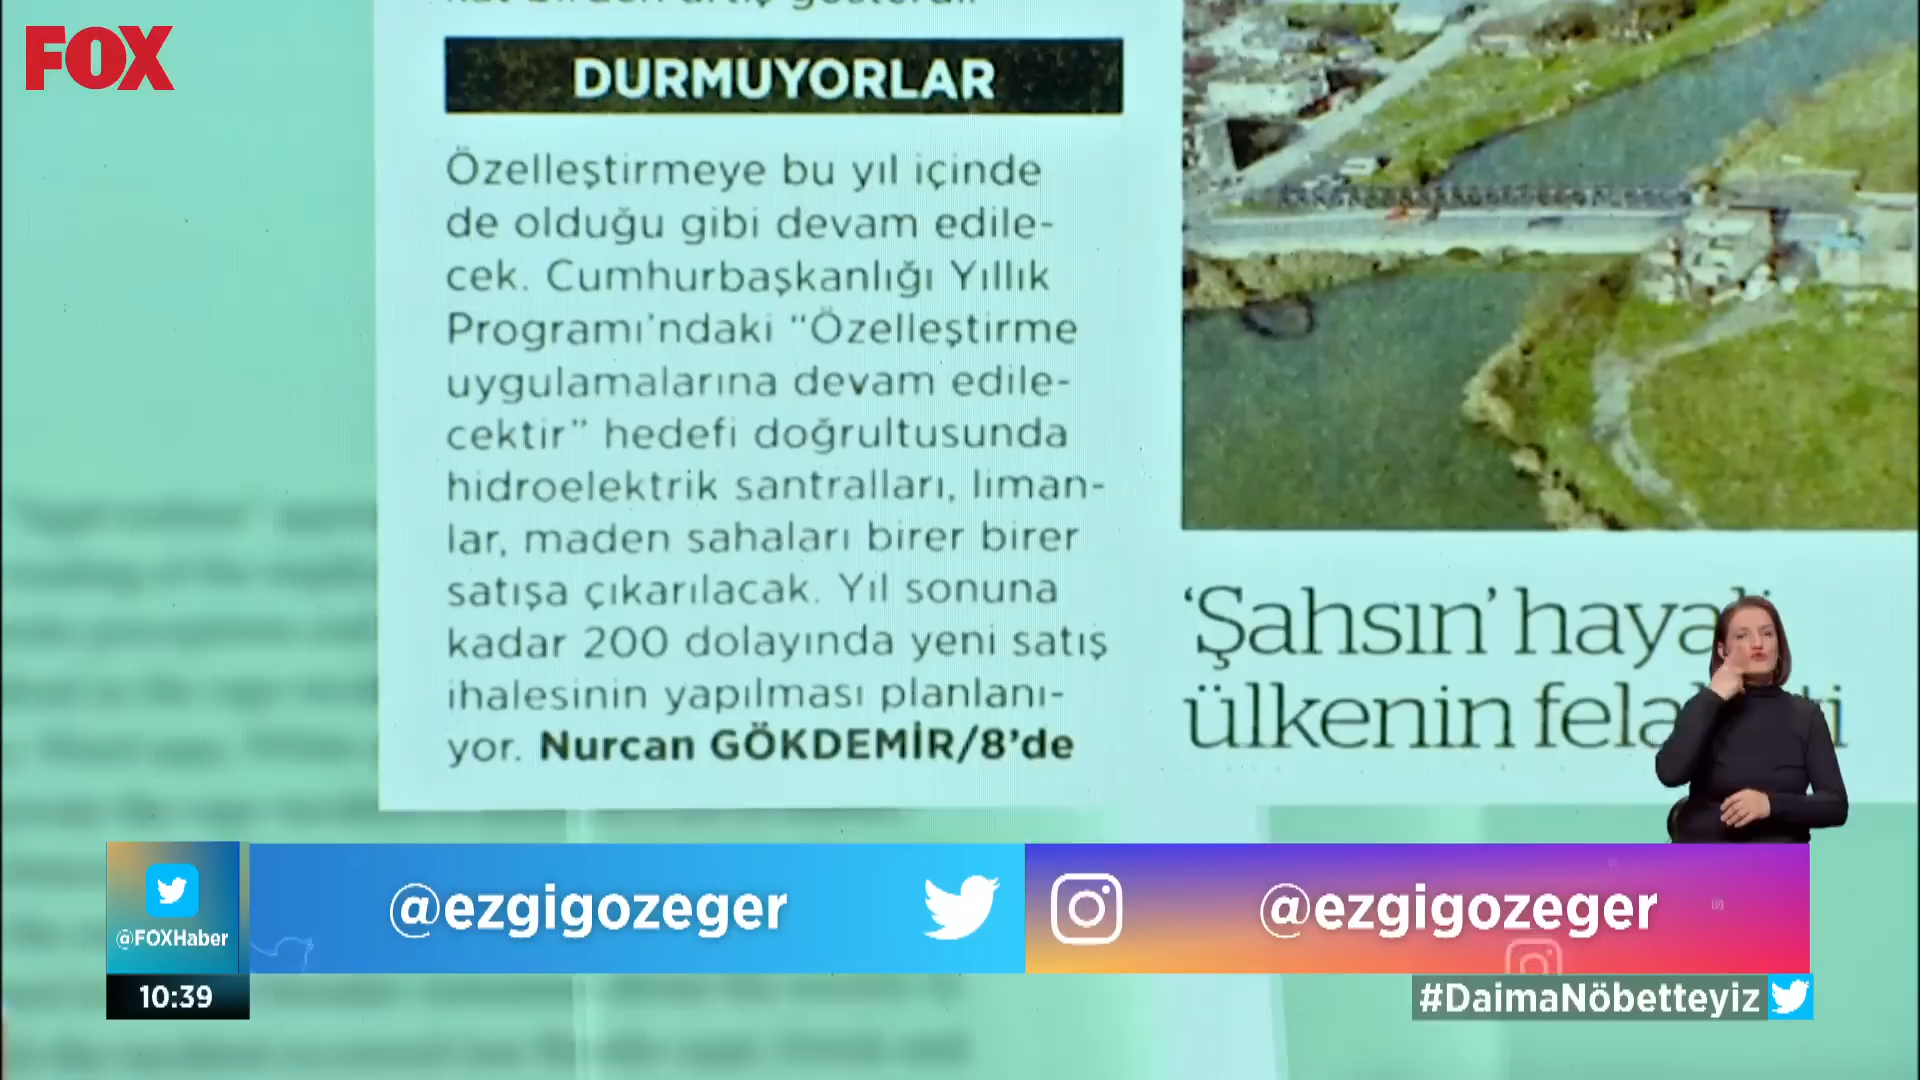 FOX
DURMUYORLAR
Özelleştirmeye bu yıl içinde
de olduğu gibi devam edile-
cek. Cumhurbaşkanlığı Yıllık
Programı'ndaki "Özelleştirme
uygulamalarına devam edile-
cektir" hedefi doğrultusunda
hidroelektrik santralları, liman-
lar, maden sahaları birer birer
satışa çıkarılacak. Yıl sonuna
kadar 200 dolayında yeni satış
ihalesinin yapılması planlanı-
yor. Nurcan GÖKDEMİR/8'de
'Şahsın'
ülkenin
@FOXHaber
@ezgigozeger
@ezgigozeger
10:39
#DaimaNöbetteyiz